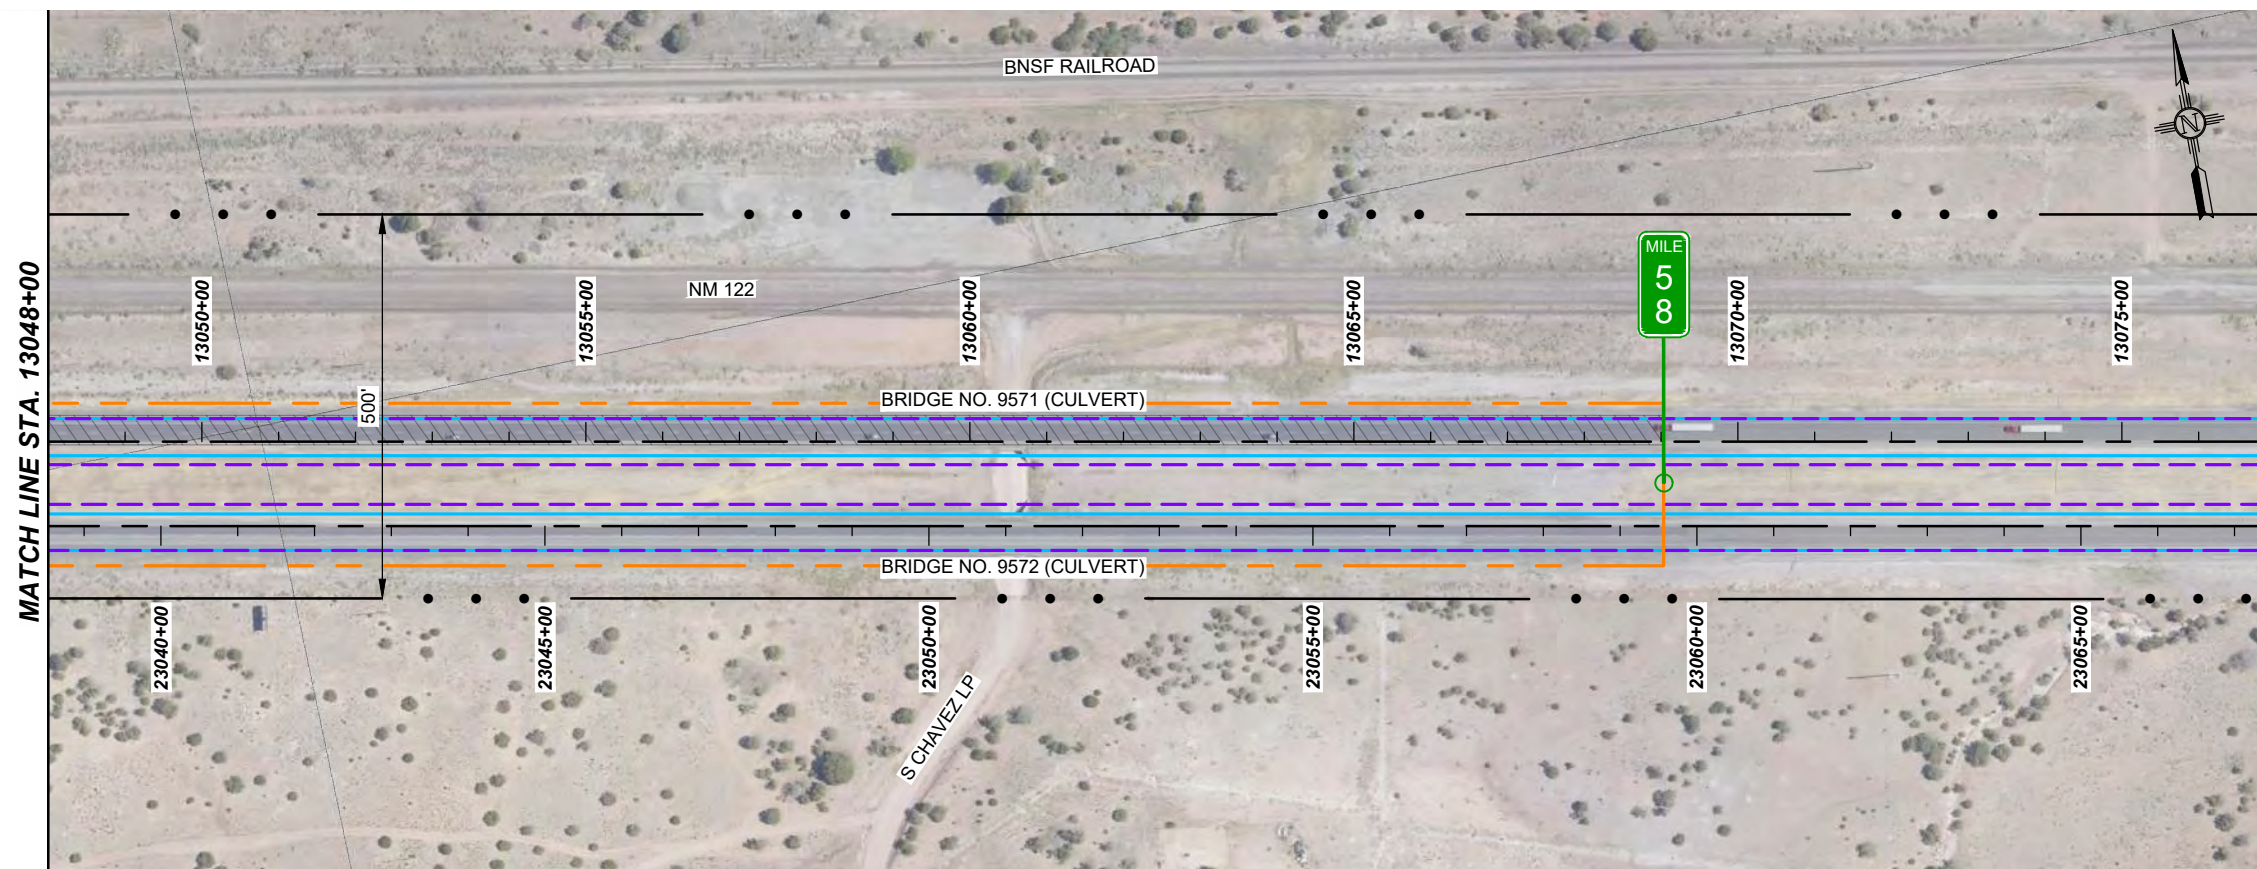 BNSF RAILROAD
N
MATCH LINE STA. 13048+00
MILE
5
8
13050+00
13055+00
13060+00
13065+00
13070+00
13075+00
NM 122
500'
BRIDGE NO. 9571 (CULVERT)
BRIDGE NO. 9572 (CULVERT)
23040+00
23045+00
23050+00
23055+00
23060+00
23065+00
S CHAVEZ LP